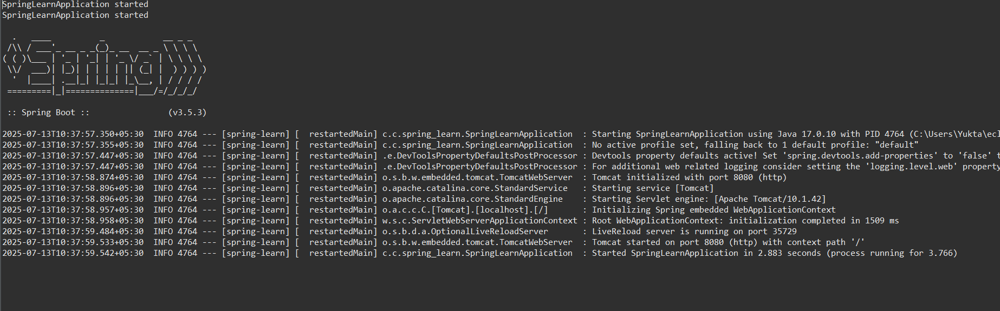 SpringLearnApplication started
SpringLearnApplication started

  .   ____          _            __ _ _
 /\\ / ___'_ __ _ _(_)_ __  __ _ \ \ \ \
( ( )\___ | '_ | '_| | '_ \/ _` | \ \ \ \
 \\/  ___)| |_)| | | | | || (_| |  ) ) ) )
  '  |____| .__|_| |_|_| |_\__, | / / / /
 =========|_|==============|___/=/_/_/_/

 :: Spring Boot ::                (v3.5.3)

2025-07-13T10:37:57.350+05:30  INFO 4764 --- [spring-learn] [  restartedMain] c.c.spring_learn.SpringLearnApplication  : Starting SpringLearnApplication using Java 17.0.10 with PID 4764 (C:\Users\Yukta\ecl
2025-07-13T10:37:57.355+05:30  INFO 4764 --- [spring-learn] [  restartedMain] c.c.spring_learn.SpringLearnApplication  : No active profile set, falling back to 1 default profile: "default"
2025-07-13T10:37:57.447+05:30  INFO 4764 --- [spring-learn] [  restartedMain] .e.DevToolsPropertyDefaultsPostProcessor : Devtools property defaults active! Set 'spring.devtools.add-properties' to 'false' t
2025-07-13T10:37:57.447+05:30  INFO 4764 --- [spring-learn] [  restartedMain] .e.DevToolsPropertyDefaultsPostProcessor : For additional web related logging consider setting the 'logging.level.web' property
2025-07-13T10:37:58.874+05:30  INFO 4764 --- [spring-learn] [  restartedMain] o.s.b.w.embedded.tomcat.TomcatWebServer  : Tomcat initialized with port 8080 (http)
2025-07-13T10:37:58.896+05:30  INFO 4764 --- [spring-learn] [  restartedMain] o.apache.catalina.core.StandardService   : Starting service [Tomcat]
2025-07-13T10:37:58.896+05:30  INFO 4764 --- [spring-learn] [  restartedMain] o.apache.catalina.core.StandardEngine    : Starting Servlet engine: [Apache Tomcat/10.1.42]
2025-07-13T10:37:58.957+05:30  INFO 4764 --- [spring-learn] [  restartedMain] o.a.c.c.C.[Tomcat].[localhost].[/]       : Initializing Spring embedded WebApplicationContext
2025-07-13T10:37:58.958+05:30  INFO 4764 --- [spring-learn] [  restartedMain] w.s.c.ServletWebServerApplicationContext : Root WebApplicationContext: initialization completed in 1509 ms
2025-07-13T10:37:59.484+05:30  INFO 4764 --- [spring-learn] [  restartedMain] o.s.b.d.a.OptionalLiveReloadServer       : LiveReload server is running on port 35729
2025-07-13T10:37:59.533+05:30  INFO 4764 --- [spring-learn] [  restartedMain] o.s.b.w.embedded.tomcat.TomcatWebServer  : Tomcat started on port 8080 (http) with context path '/'
2025-07-13T10:37:59.542+05:30  INFO 4764 --- [spring-learn] [  restartedMain] c.c.spring_learn.SpringLearnApplication  : Started SpringLearnApplication in 2.883 seconds (process running for 3.766)